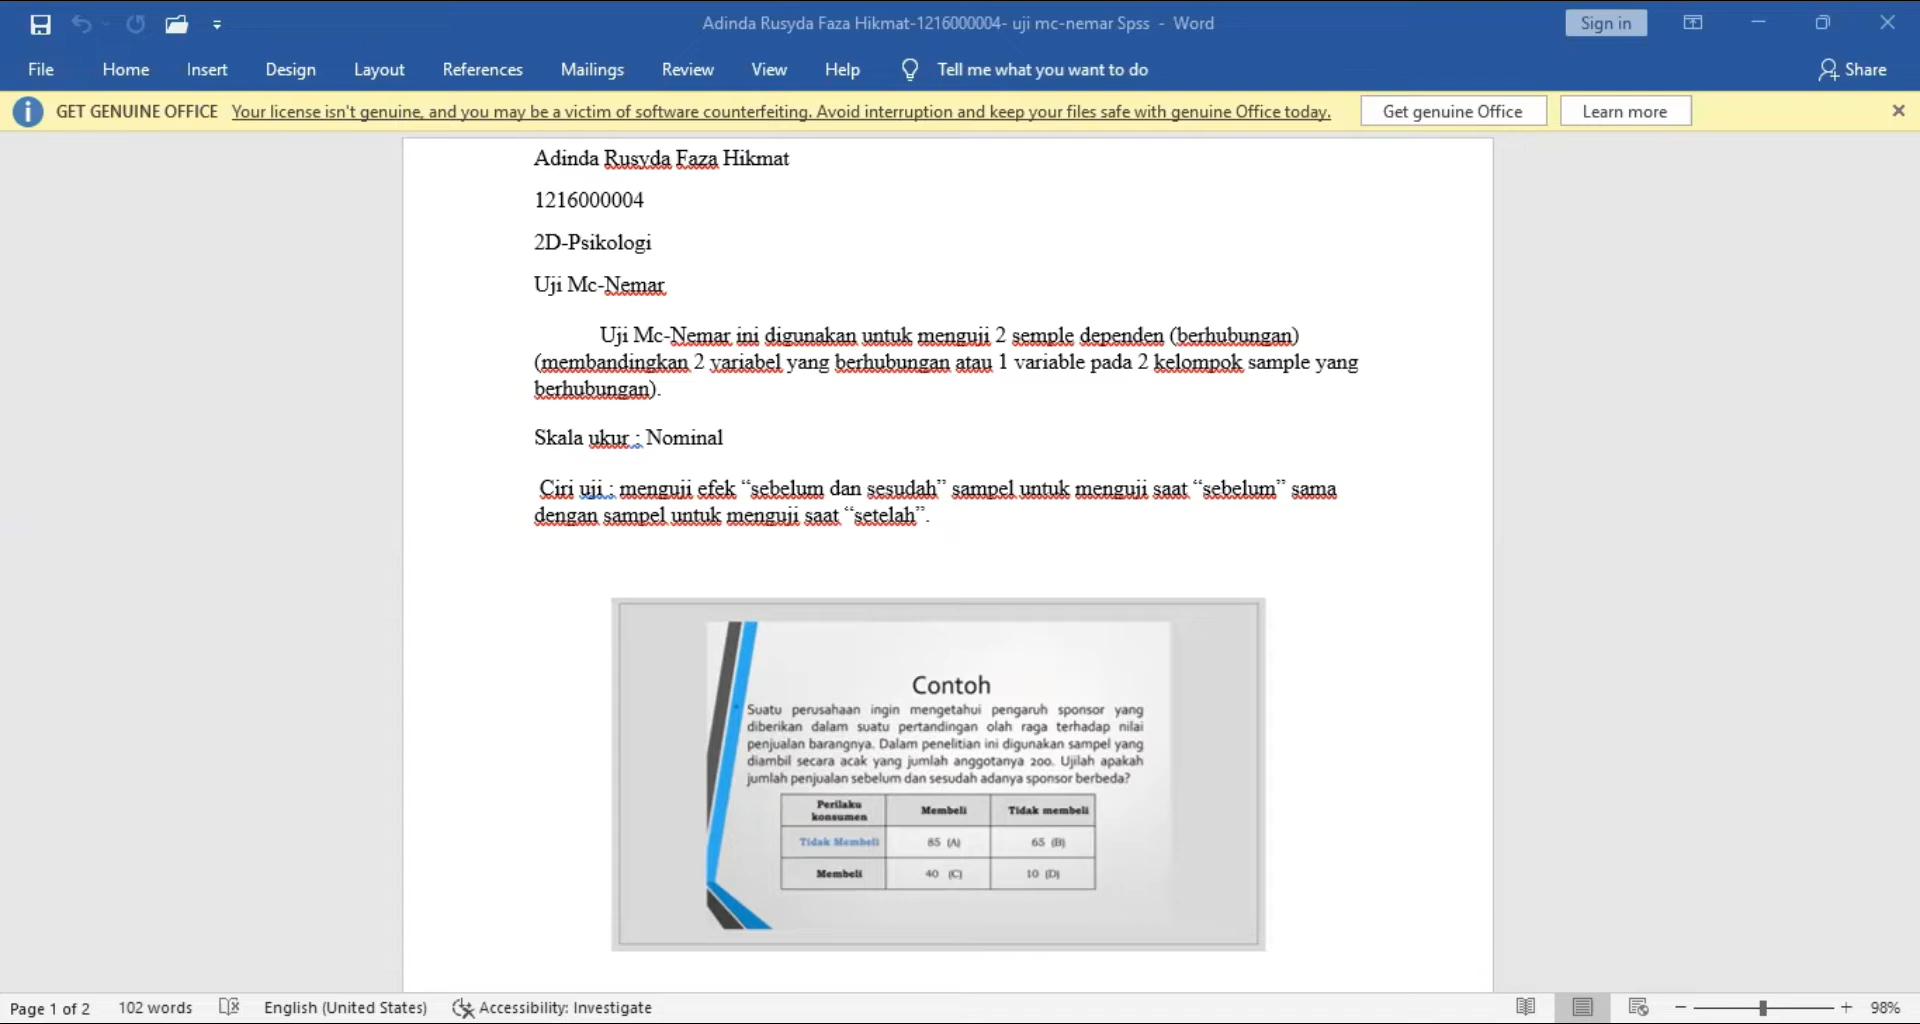 Adinda Rusyda Faza Hikmat-1216000004- uji mc-nemar Spss - Word
Sign in
File Home Insert Design Layout References Mailings Review View Help Tell me what you want to do Share
GET GENUINE OFFICE Your license isn't genuine, and you may be a victim of software counterfeiting. Avoid interruption and keep your files safe with genuine Office today. Get genuine Office Learn more
Adinda Rusyda Faza Hikmat
1216000004
2D-Psikologi
Uji Mc-Nemar
Uji Mc-Nemar ini digunakan untuk menguji 2 semple dependen (berhubungan)
(membandingkan 2 variabel yang berhubungan atau 1 variable pada 2 kelompok sample yang
berhubungan).
Skala ukur : Nominal
Ciri uji : menguji efek “sebelum dan sesudah” sampel untuk menguji saat “sebelum” sama
dengan sampel untuk menguji saat “setelah”.
Contoh
Suatu perusahaan ingin mengetahui pengaruh sponsor yang
diberikan dalam suatu pertandingan olah raga terhadap nilai
penjualan barangnya. Dalam penelitian ini digunakan sampel yang
diambil secara acak yang jumlah anggotanya 200. Ujilah apakah
jumlah penjualan sebelum dan sesudah adanya sponsor berbeda?
Perilaku
konsumen
Membeli Tidak membeli
Tidak Membeli 85 (A) 65 (B)
Membeli 40 (C) 10 (D)
Page 1 of 2 102 words English (United States) Accessibility: Investigate 98%